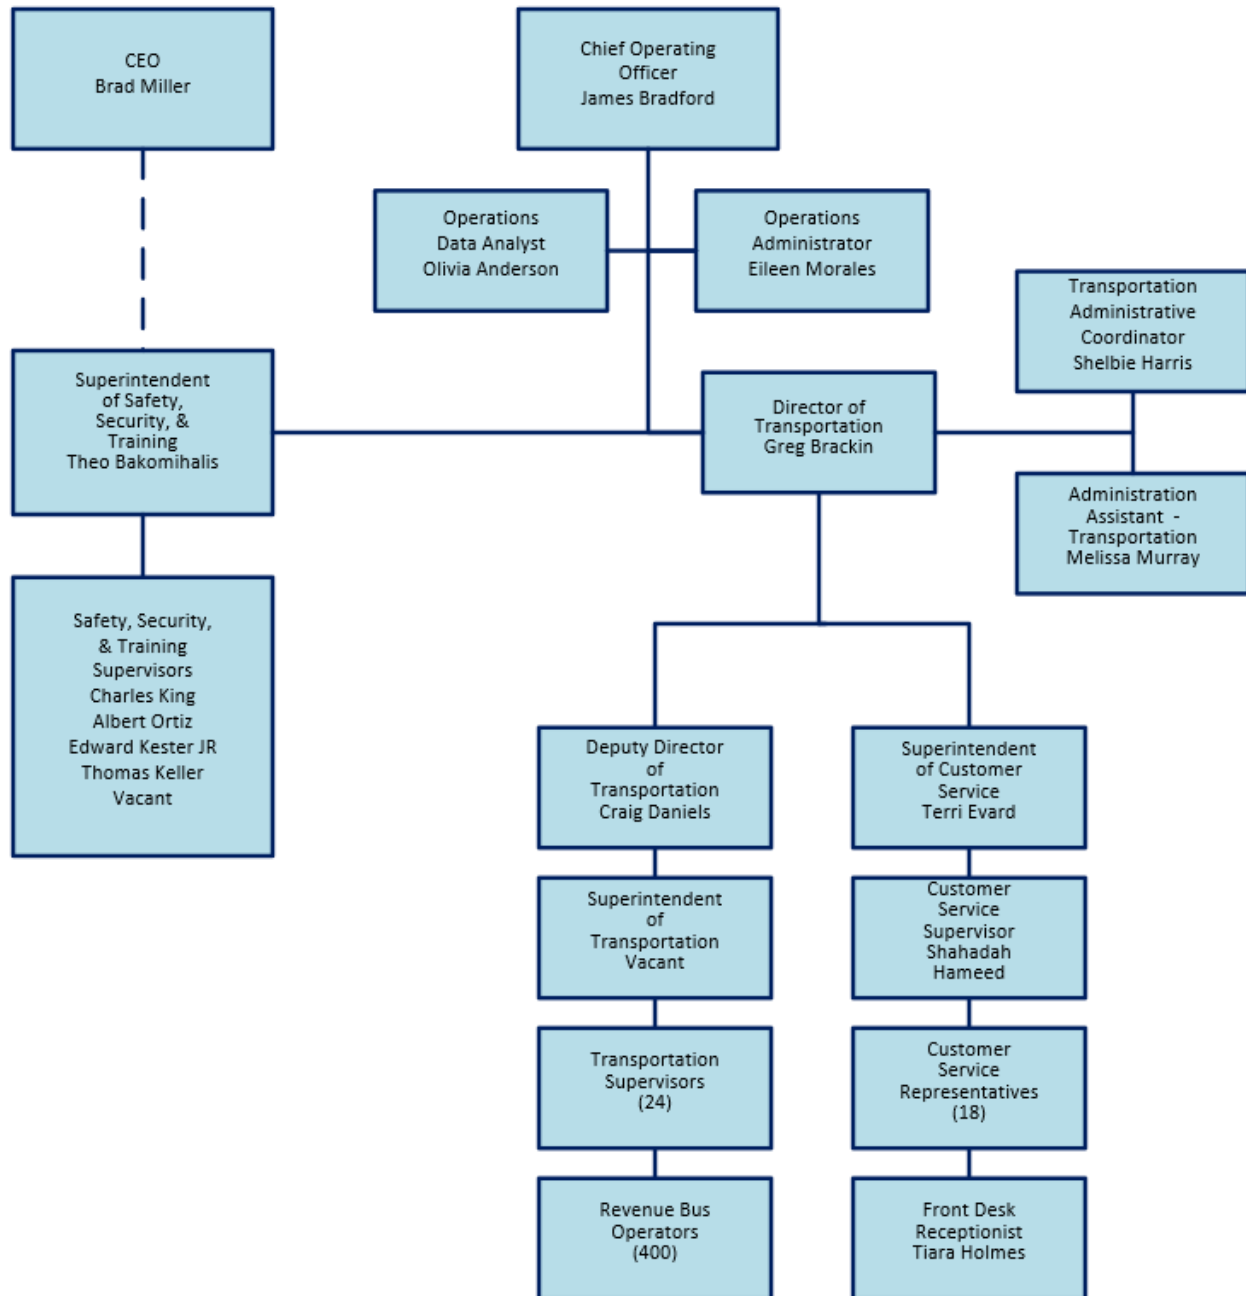 CEO
Brad Miller
Chief Operating
Officer
James Bradford
Operations
Data Analyst
Olivia Anderson
Operations
Administrator
Eileen Morales
Transportation
Administrative
Coordinator
Shelbie Harris
Superintendent
of Safety,
Security, &
Training
Theo Bakomihalis
Director of
Transportation
Greg Brackin
Administration
Assistant -
Transportation
Melissa Murray
Safety, Security,
& Training
Supervisors
Charles King
Albert Ortiz
Edward Kester JR
Thomas Keller
Vacant
Deputy Director
of
Transportation
Craig Daniels
Superintendent
of Customer
Service
Terri Evard
Superintendent
of
Transportation
Vacant
Customer
Service
Supervisor
Shahadah
Hameed
Transportation
Supervisors
(24)
Customer
Service
Representatives
(18)
Revenue Bus
Operators
(400)
Front Desk
Receptionist
Tiara Holmes